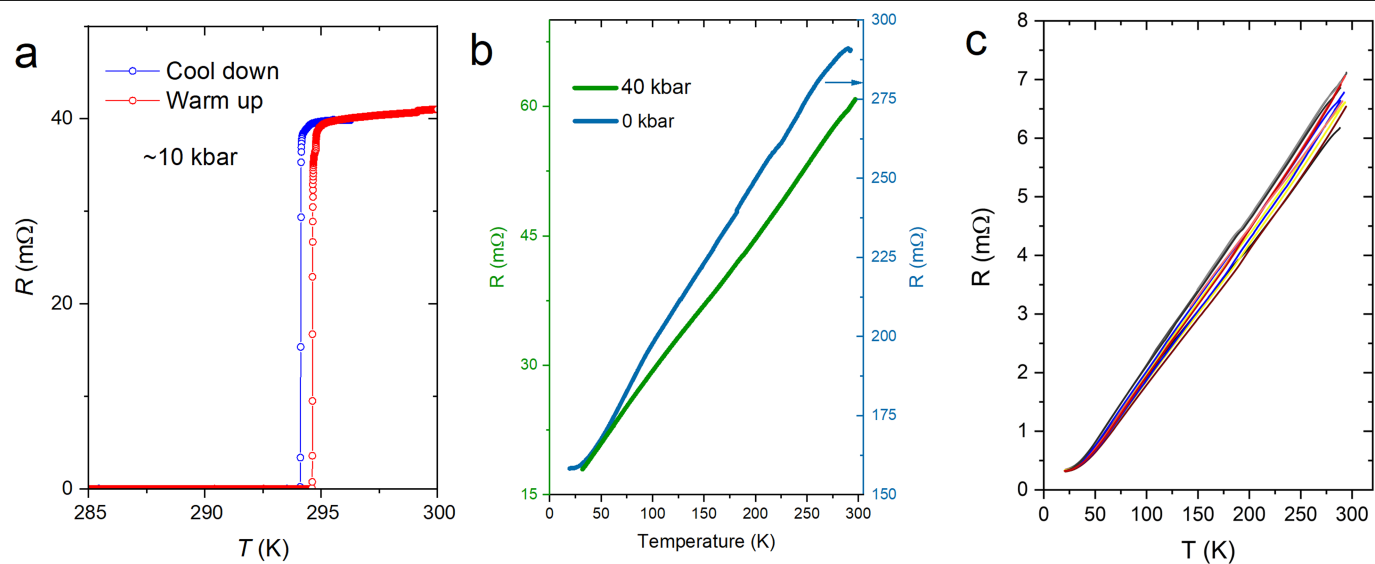 a
Cool down
Warm up
~10 kbar
R (mΩ)
40
20
0
285
290
295
300
T (K)
b
40 kbar
0 kbar
R (mΩ)
60
45
30
15
0
50
100
150
200
250
300
Temperature (K)
300
275
250
225
200
175
150
R (mΩ)
c
R (mΩ)
8
7
6
5
4
3
2
1
0
0
50
100
150
200
250
300
T (K)